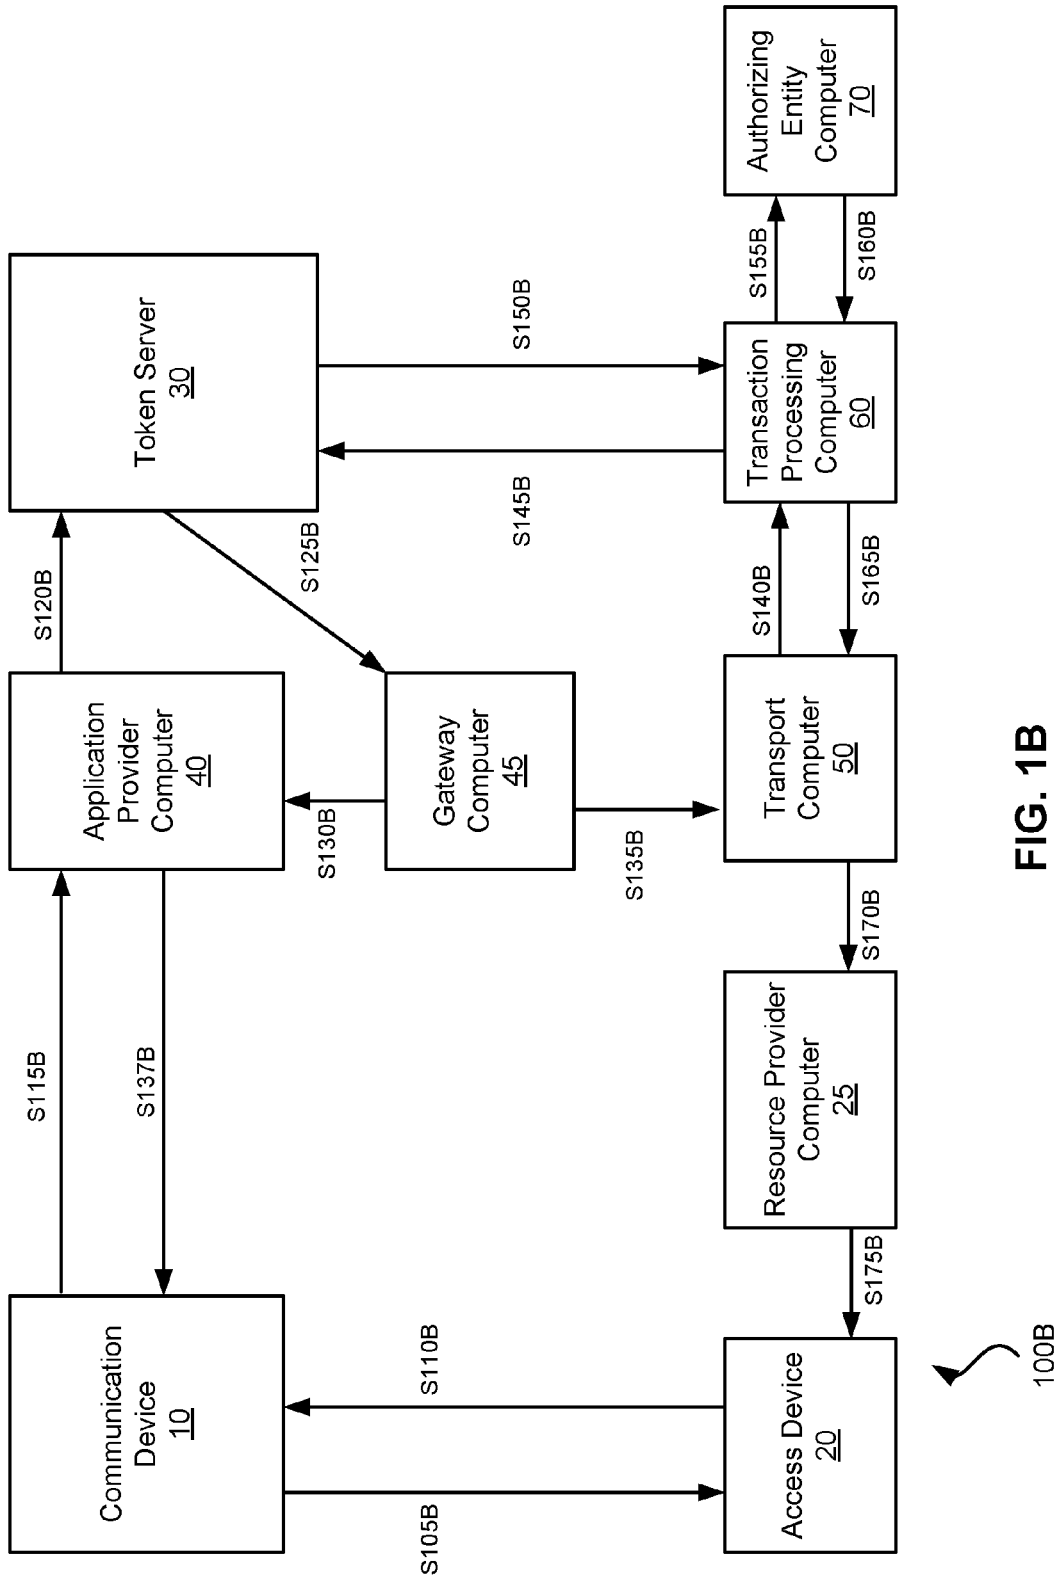 Communication
Device
10
S115B
S137B
Application
Provider
Computer
40
S120B
Token Server
30
S125B
S130B
Gateway
Computer
45
S135B
S105B
S110B
S145B
S150B
Access Device
20
S175B
Resource Provider
Computer
25
S170B
Transport
Computer
50
S140B
S165B
Transaction
Processing
Computer
60
S155B
S160B
Authorizing
Entity
Computer
70
100B
FIG. 1B